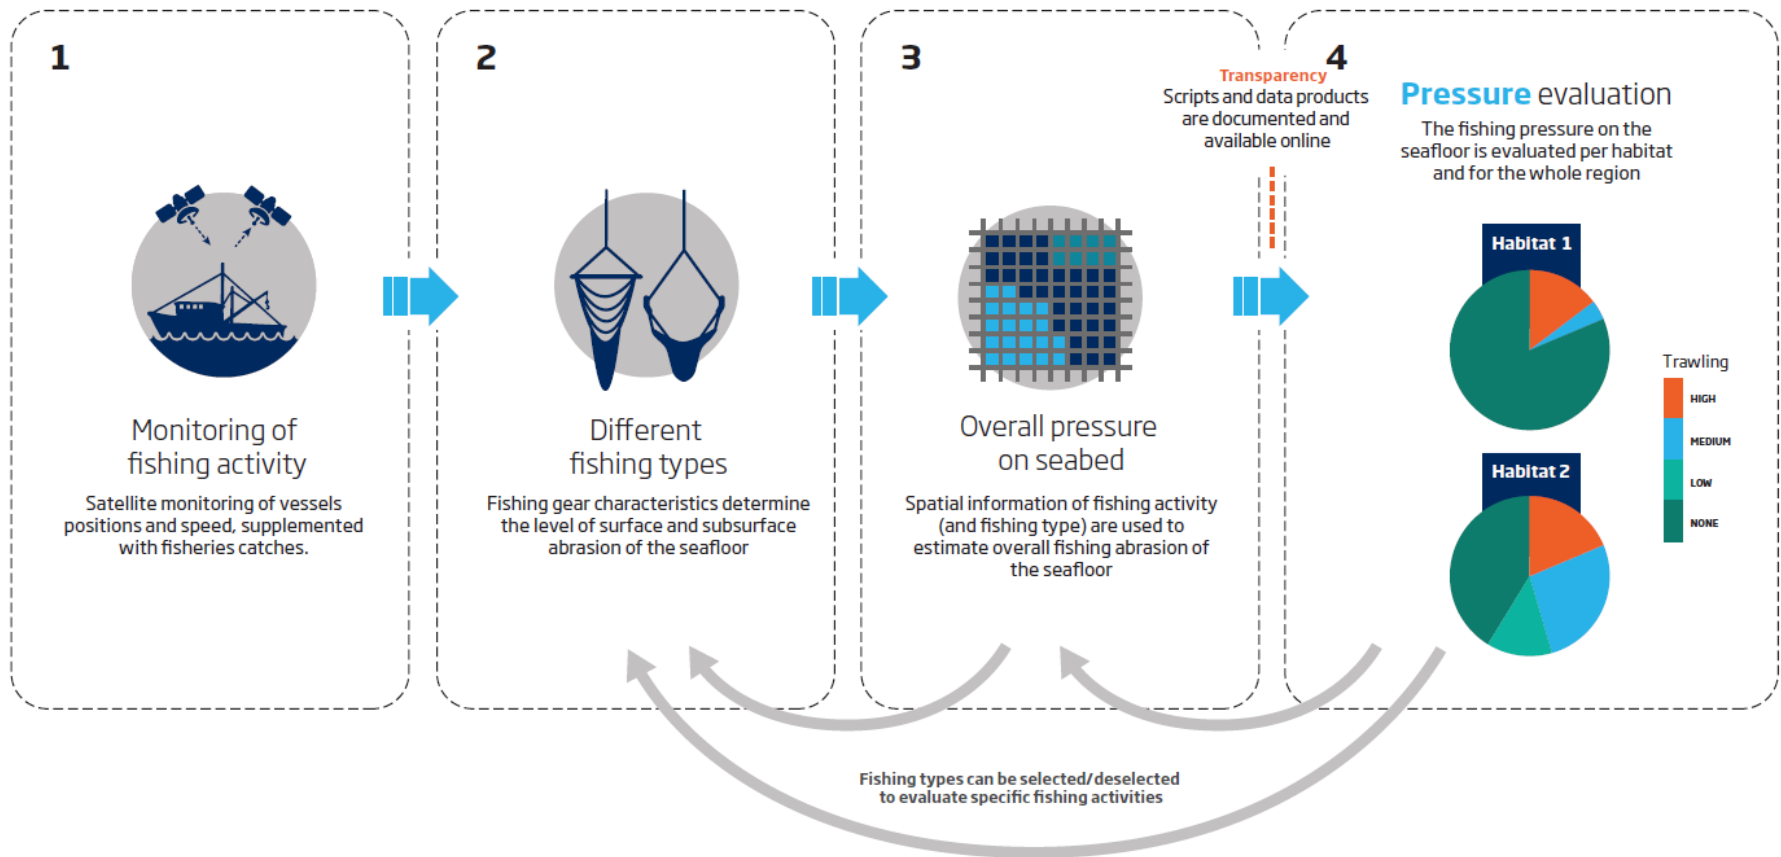 1
Monitoring of
fishing activity
Satellite monitoring of vessels
positions and speed, supplemented
with fisheries catches.
2
Different
fishing types
Fishing gear characteristics determine
the level of surface and subsurface
abrasion of the seafloor
3
Overall pressure
on seabed
Spatial information of fishing activity
(and fishing type) are used to
estimate overall fishing abrasion of
the seafloor
Transparency
Scripts and data products
are documented and
available online
4
Pressure evaluation
The fishing pressure on the
seafloor is evaluated per habitat
and for the whole region
Habitat 1
Habitat 2
Trawling
HIGH
MEDIUM
LOW
NONE
Fishing types can be selected/deselected
to evaluate specific fishing activities